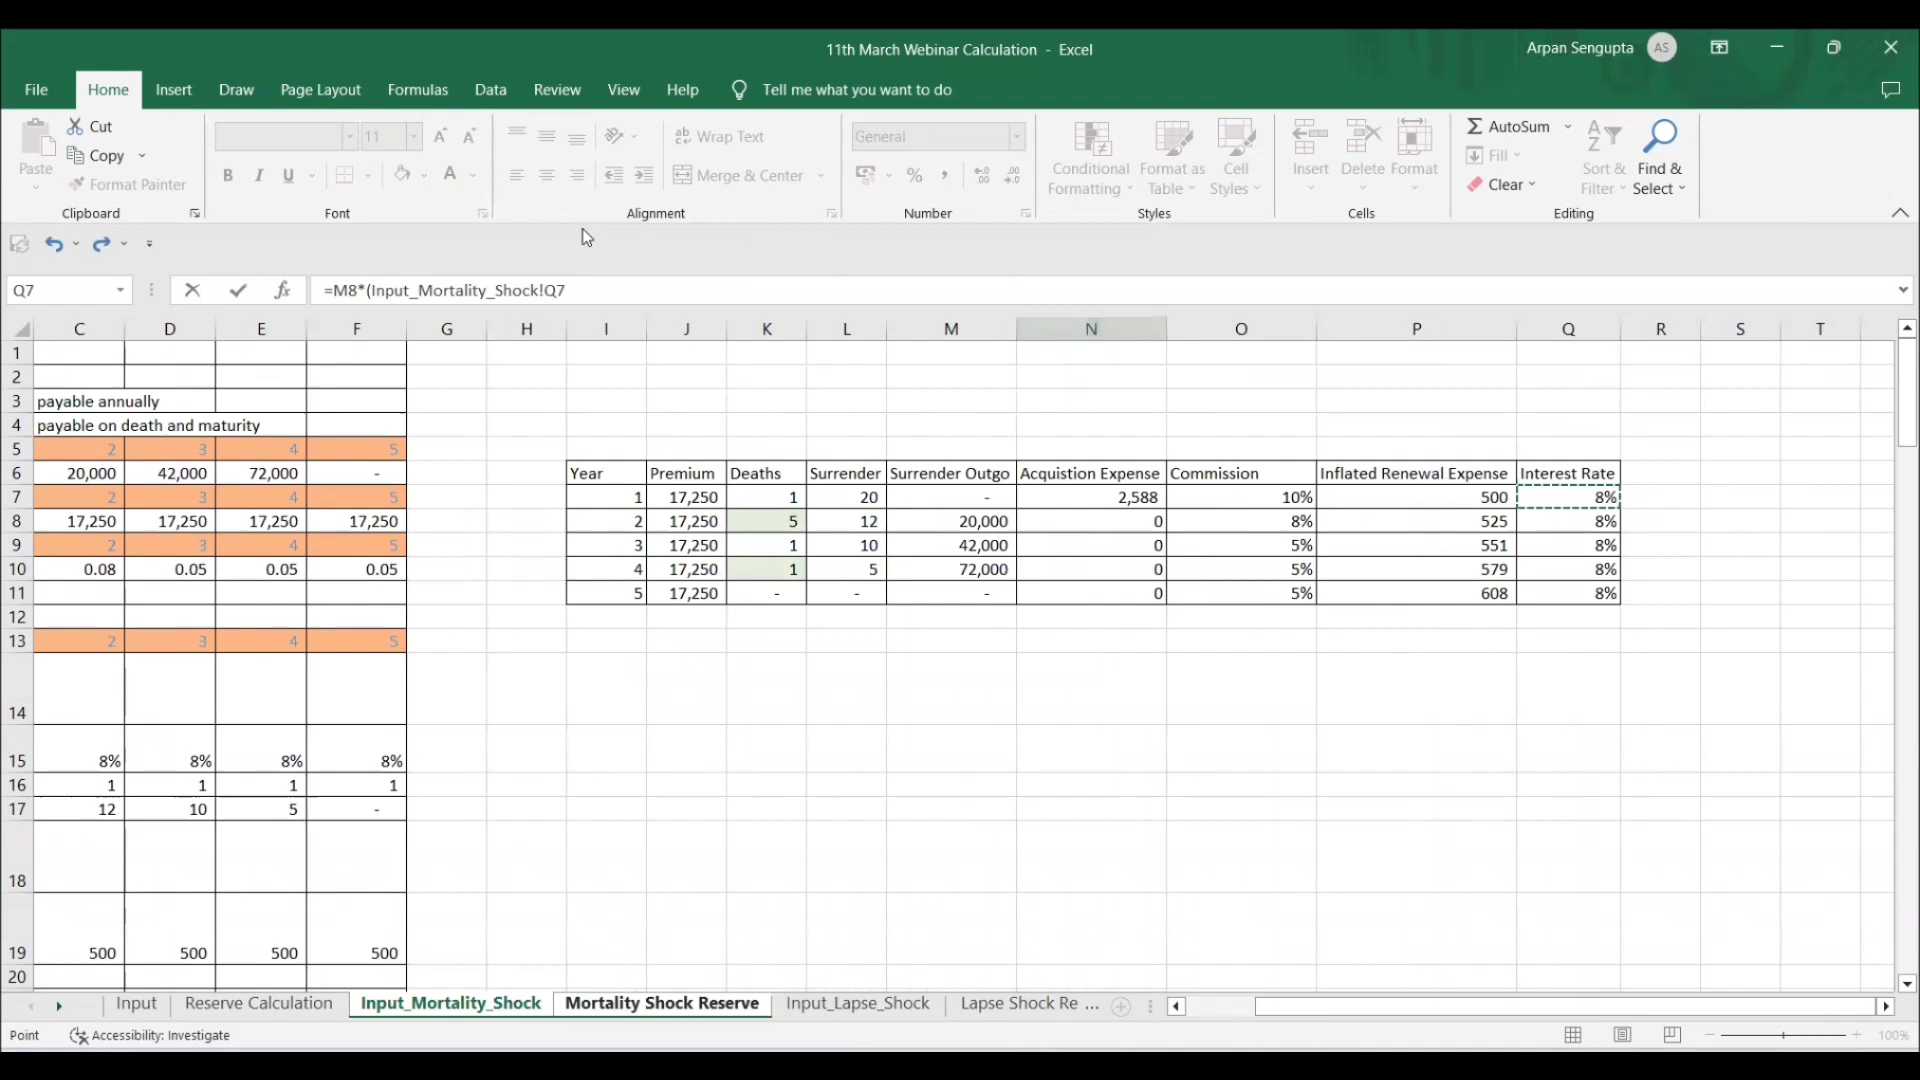 11th March Webinar Calculation - Excel
Arpan Sengupta AS
File Home Insert Draw Page Layout Formulas Data Review View Help Tell me what you want to do
Paste Cut Copy Format Painter Clipboard
11 B I U Font
Wrap Text Merge & Center Alignment
General % , Number
Conditional Formatting Format as Table Cell Styles Styles
Insert Delete Format Cells
AutoSum Fill Clear Sort & Filter Find & Select Editing
Q7 fx =M8*(Input_Mortality_Shock!Q7
C D E F G H I J K L M N O P Q R S T
1
2
3 payable annually
4 payable on death and maturity
5 2 3 4 5
6 20,000 42,000 72,000 - Year Premium Deaths Surrender Surrender Outgo Acquistion Expense Commission Inflated Renewal Expense Interest Rate
7 2 3 4 5 1 17,250 1 20 - 2,588 10% 500 8%
8 17,250 17,250 17,250 17,250 2 17,250 5 12 20,000 0 8% 525 8%
9 2 3 4 5 3 17,250 1 10 42,000 0 5% 551 8%
10 0.08 0.05 0.05 0.05 4 17,250 1 5 72,000 0 5% 579 8%
11 5 17,250 - - - 0 5% 608 8%
12
13 2 3 4 5
14
15 8% 8% 8% 8%
16 1 1 1 1
17 12 10 5 -
18
19 500 500 500 500
20
Input Reserve Calculation Input_Mortality_Shock Mortality Shock Reserve Input_Lapse_Shock Lapse Shock Re ...
Point Accessibility: Investigate 100%